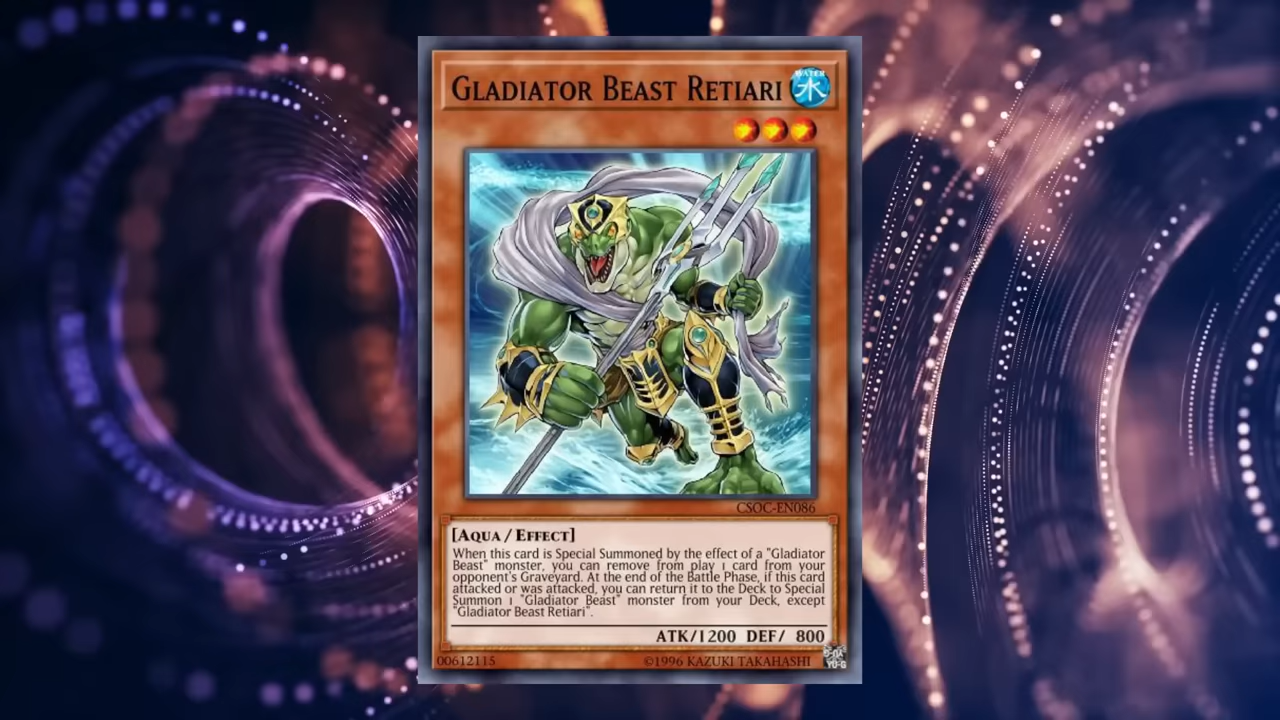 GLADIATOR BEAST RETIARI
WATER
水
CSOC-EN086
[AQUA / EFFECT]
When this card is Special Summoned by the effect of a "Gladiator
Beast" monster, you can remove from play 1 card from your
opponent's Graveyard. At the end of the Battle Phase, if this card
attacked or was attacked, you can return it to the Deck to Special
Summon 1 "Gladiator Beast" monster from your Deck, except
"Gladiator Beast Retiari".
ATK/1200 DEF/ 800
00612115
©1996 KAZUKI TAKAHASHI